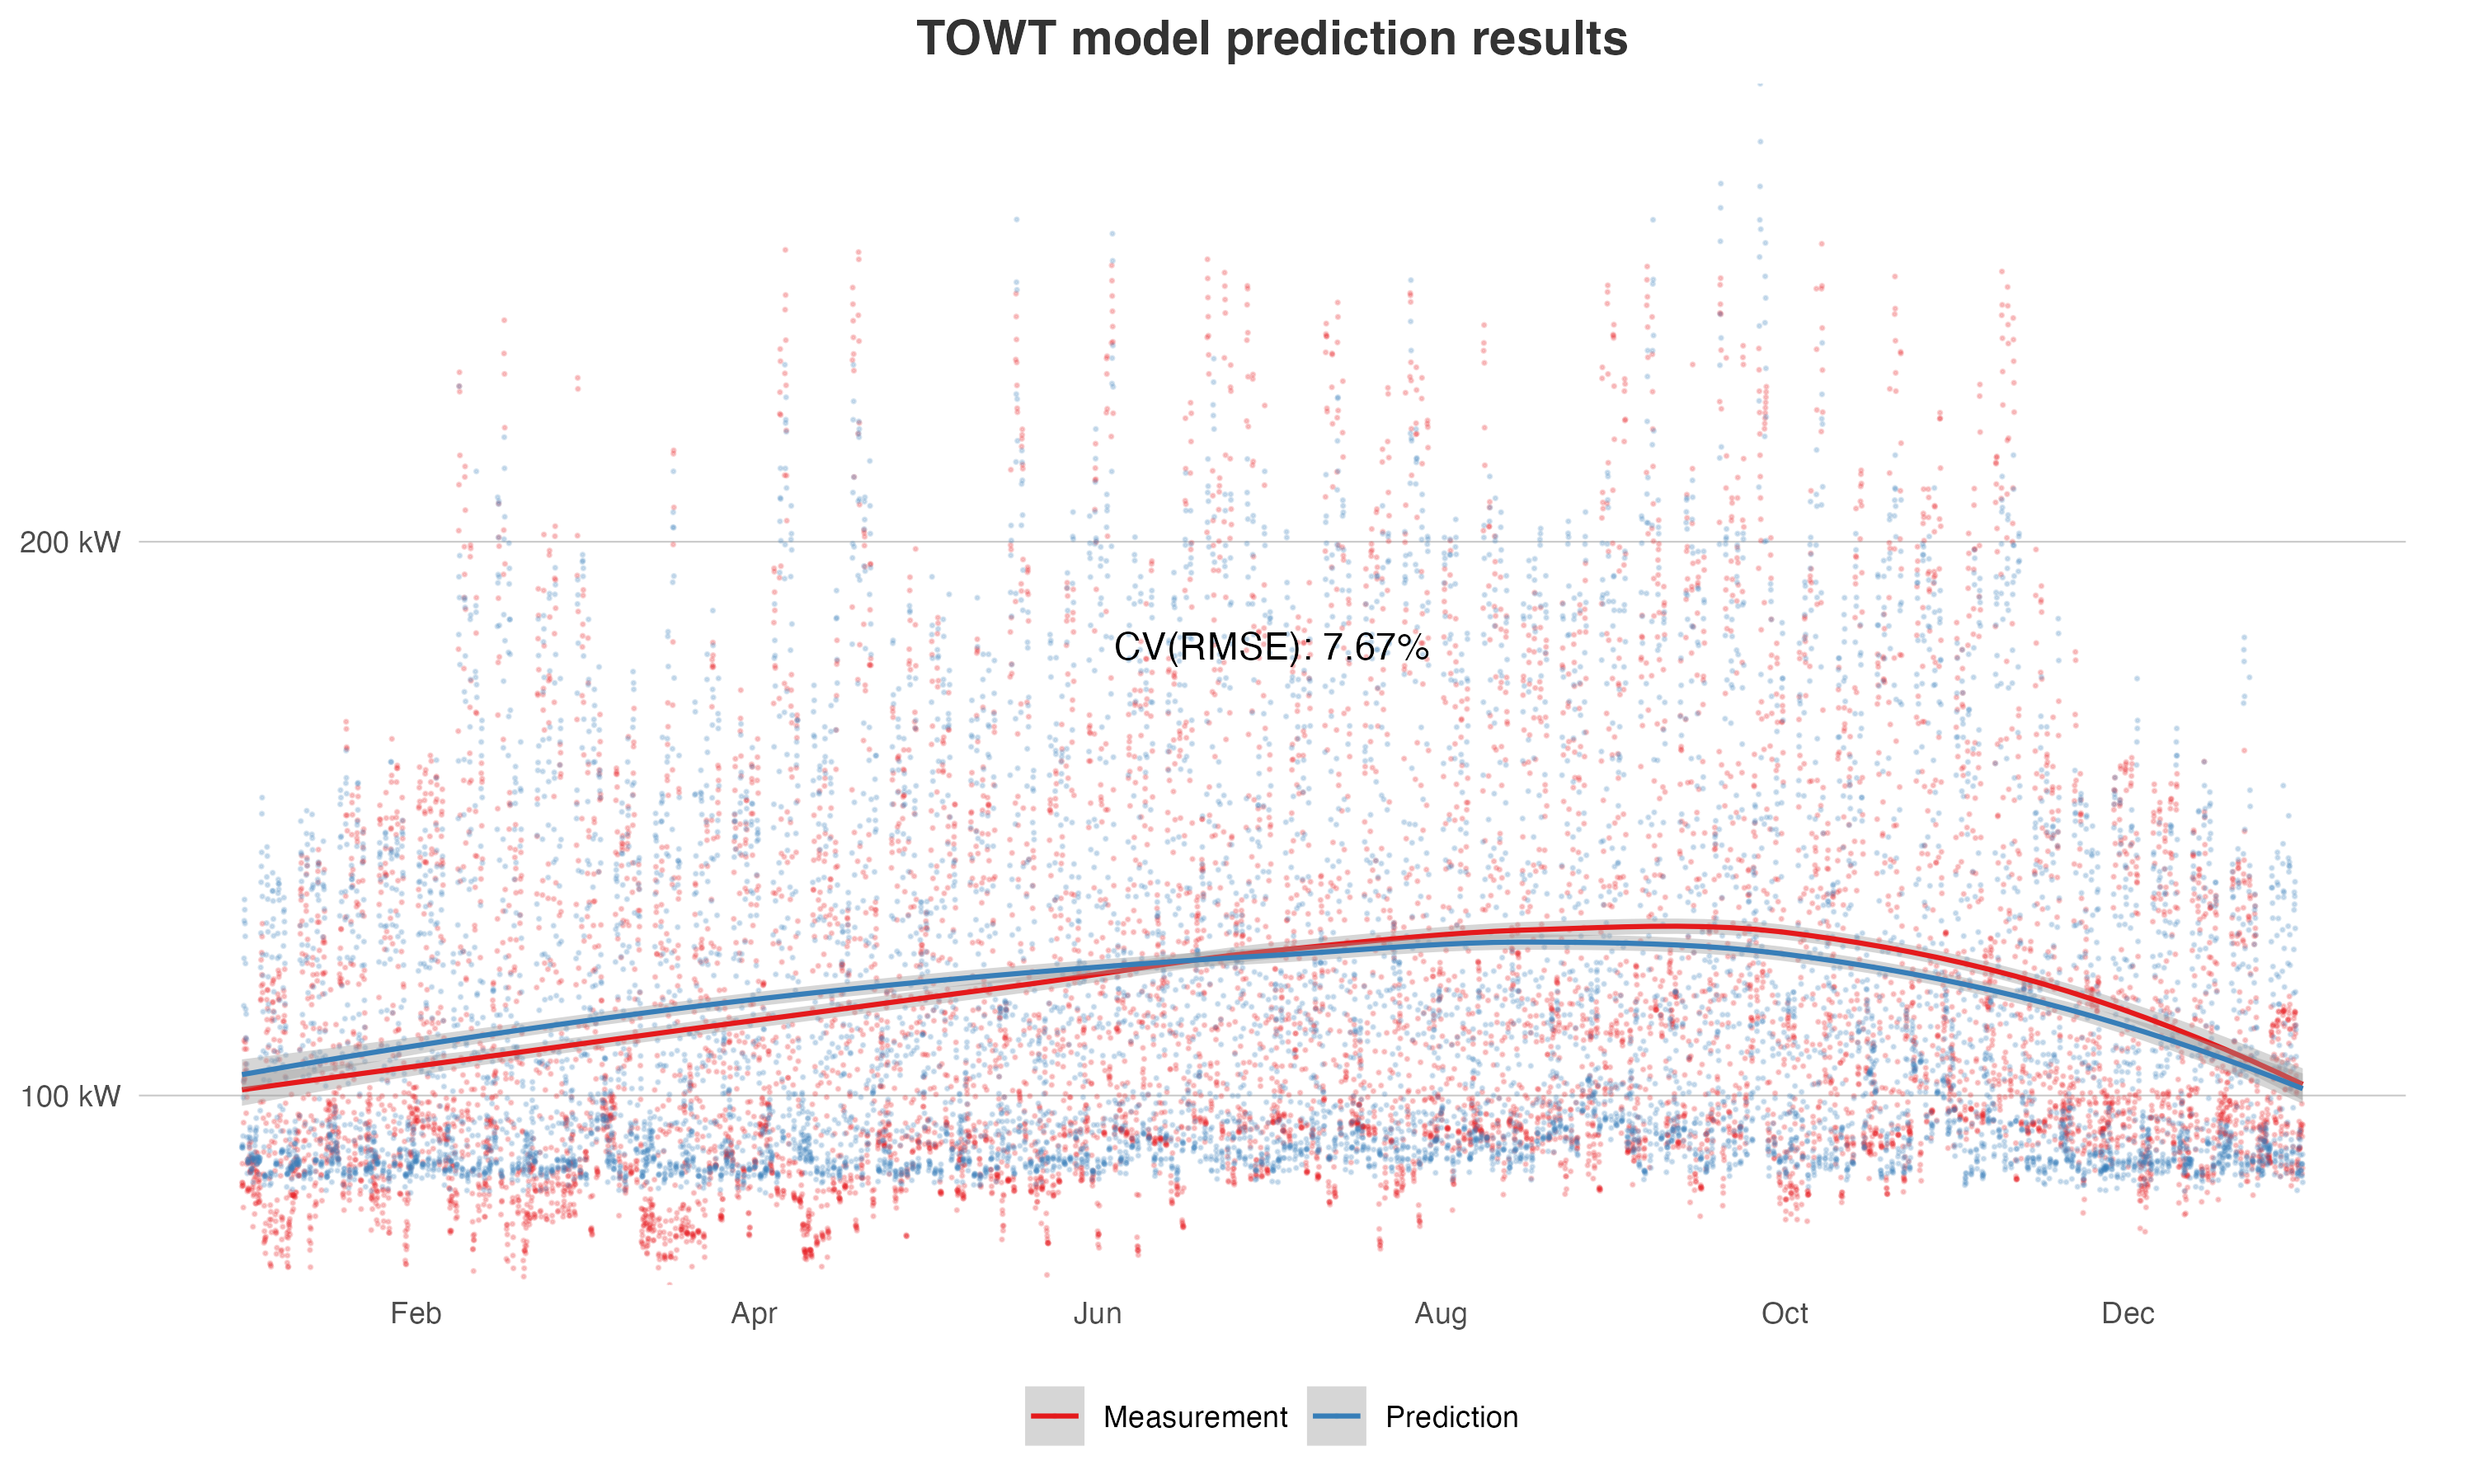 TOWT model prediction results
200 kW
CV(RMSE): 7.67%
100 kW
Feb Apr Jun Aug Oct Dec
Measurement Prediction